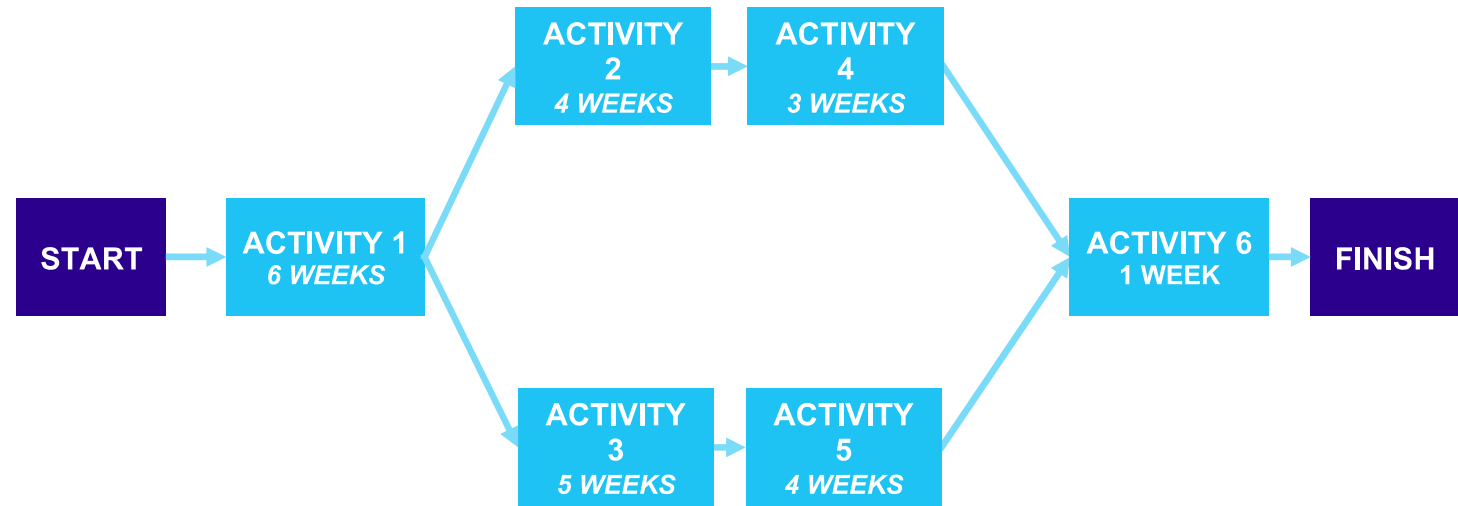 START
ACTIVITY 1
6 WEEKS
ACTIVITY
2
4 WEEKS
ACTIVITY
4
3 WEEKS
ACTIVITY
3
5 WEEKS
ACTIVITY
5
4 WEEKS
ACTIVITY 6
1 WEEK
FINISH